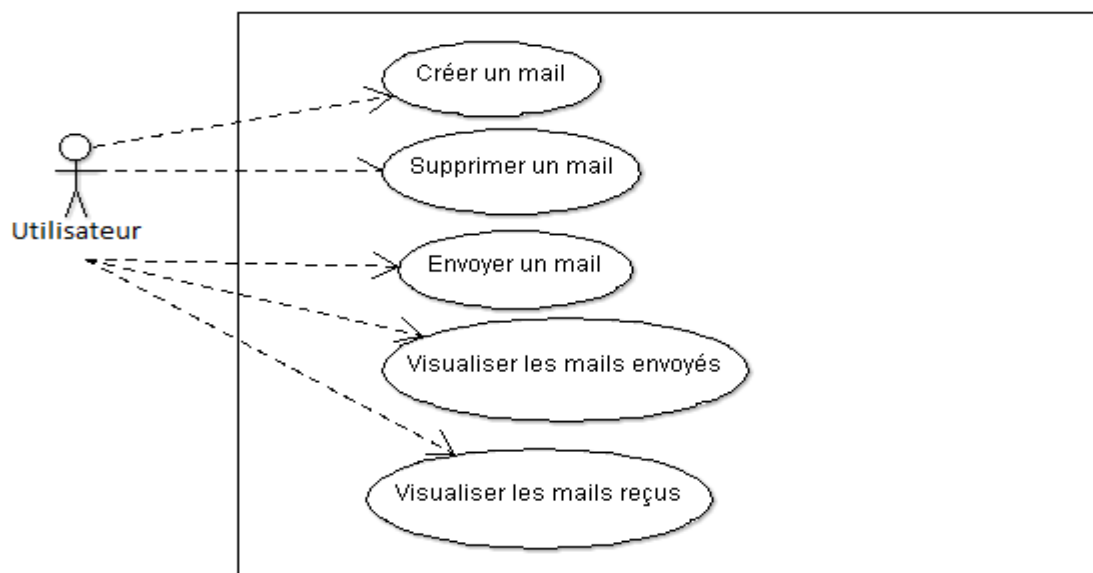 Créer un mail
Supprimer un mail
Utilisateur
Envoyer un mail
Visualiser les mails envoyés
Visualiser les mails reçus